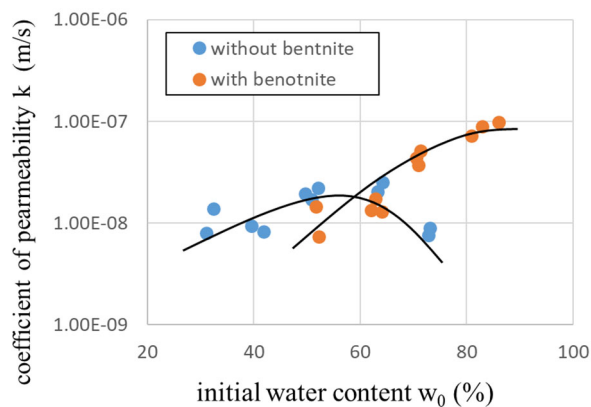 1.00E-06
without bentnite
with benotnite
1.00E-07
1.00E-08
1.00E-09
20 40 60 80 100
coefficient of pearmeability k (m/s)
initial water content w₀ (%)